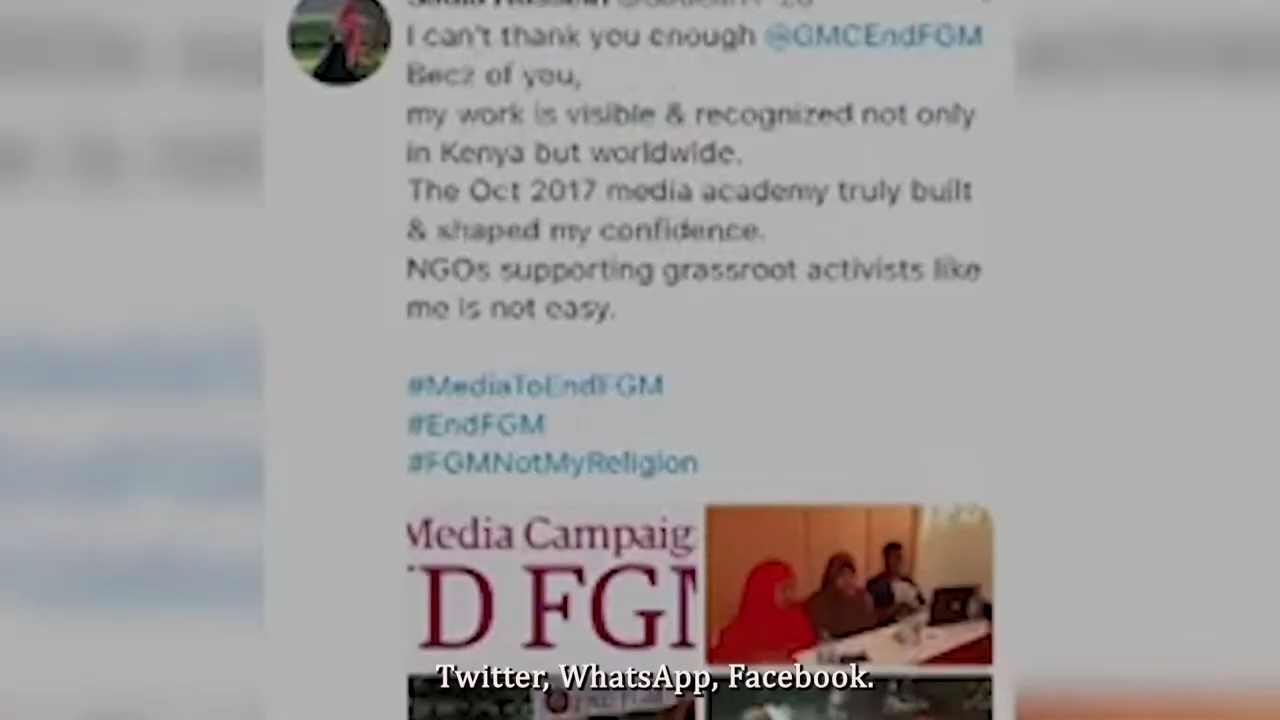 I can't thank you enough @GMCEndFGM
Becz of you,
my work is visible & recognized not only
in Kenya but worldwide.
The Oct 2017 media academy truly built
& shaped my confidence.
NGOs supporting grassroot activists like
me is not easy.
#MediaToEndFGM
#EndFGM
#FGMNotMyReligion
Media Campaig
D FGM
Twitter, WhatsApp, Facebook.